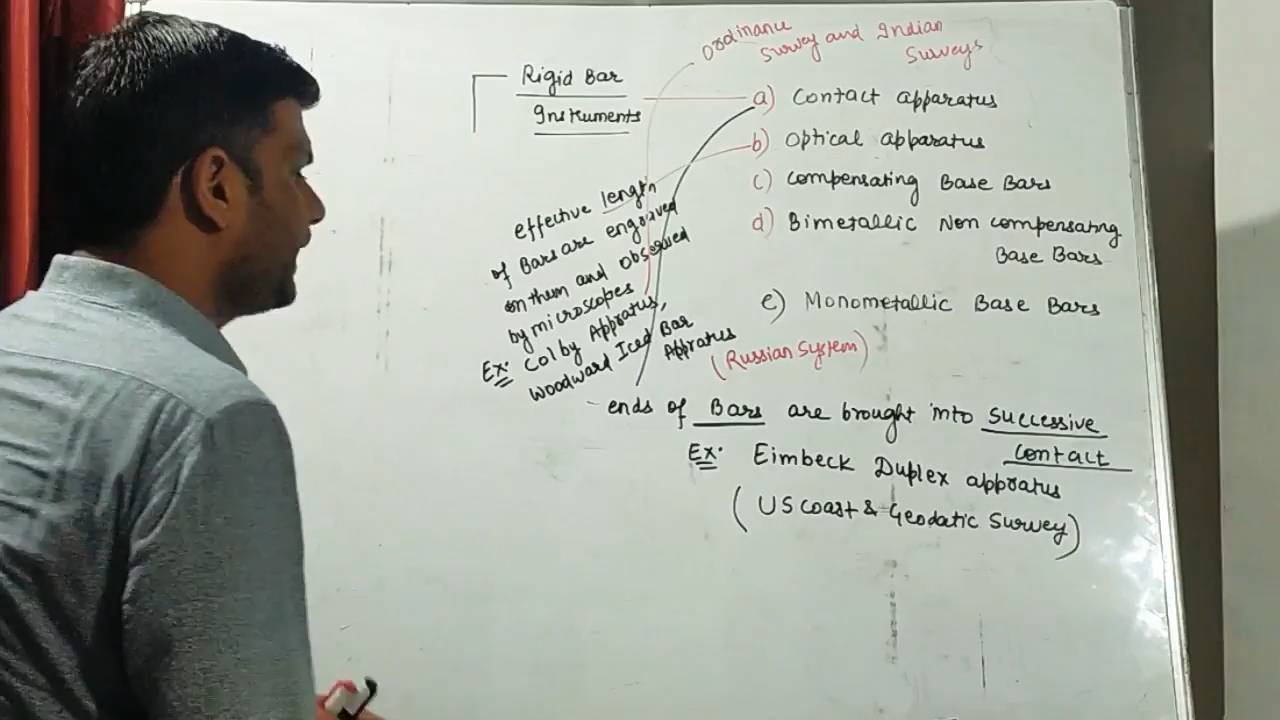 Ordinance
Survey and Indian
Surveys
Rigid Bar
Instruments
a) Contact apparatus
b) Optical apparatus
c) Compensating Base Bars
d) Bimetallic Non compensating
Base Bars
e) Monometallic Base Bars
effective length
of Bars are engraved
on them and observed
by microscopes
Ex: Colby Appratus,
Woodward Iced Bar
Appratus
(Russian System)
ends of Bars are brought into successive
contact
Ex: Eimbeck Duplex appratus
(US coast & Geodatic Survey)